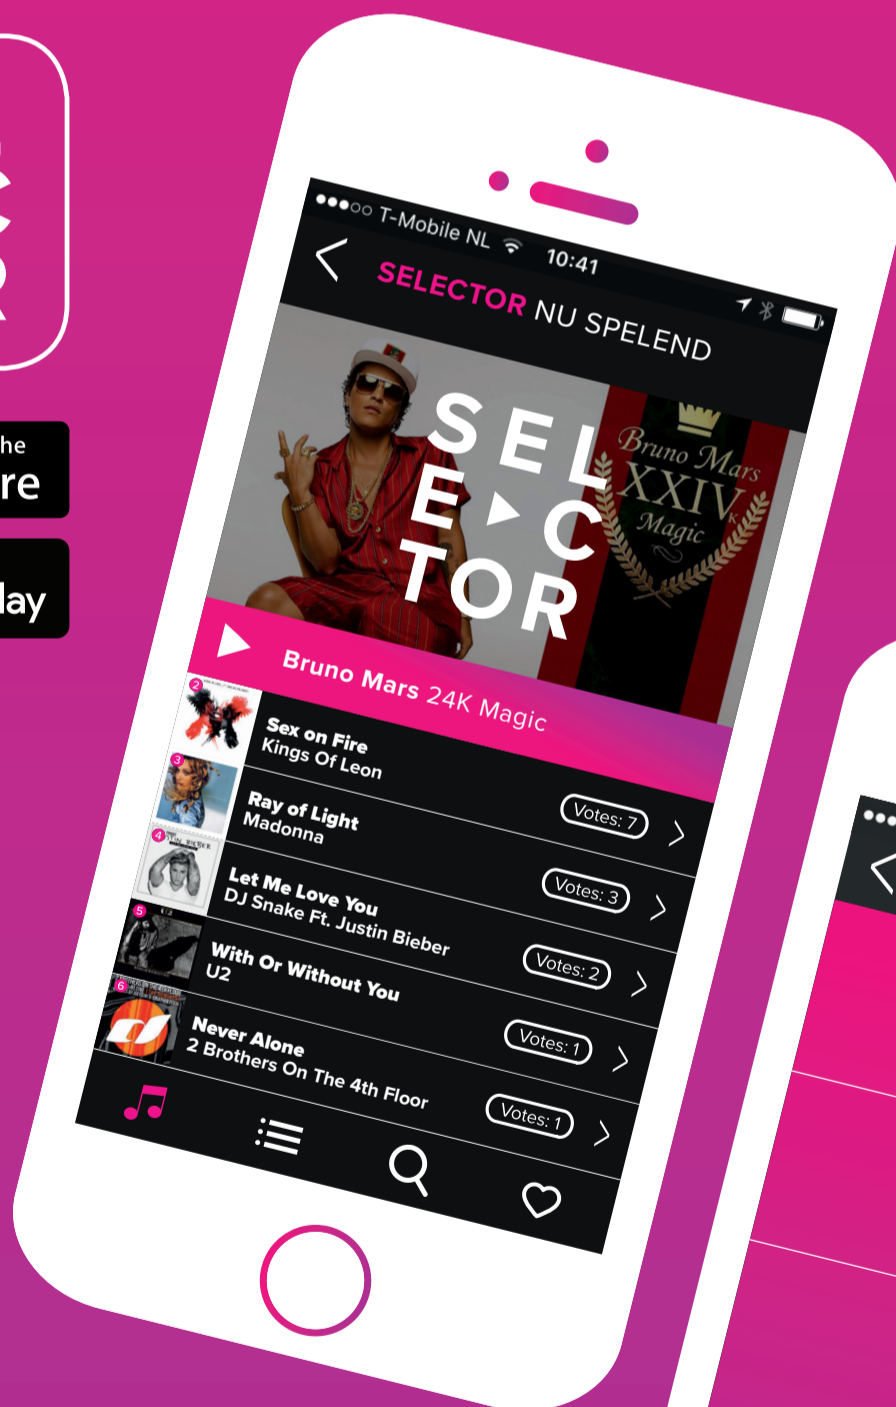 he
re
lay
T-Mobile NL 10:41
SELECTOR NU SPELEND
SEL
E C
TOR
Bruno Mars
XXIVK
Magic
Bruno Mars 24K Magic
2
Sex on Fire
Kings Of Leon
Votes: 7
3
Ray of Light
Madonna
Votes: 3
4
Let Me Love You
DJ Snake Ft. Justin Bieber
Votes: 2
5
With Or Without You
U2
Votes: 1
6
Never Alone
2 Brothers On The 4th Floor
Votes: 1